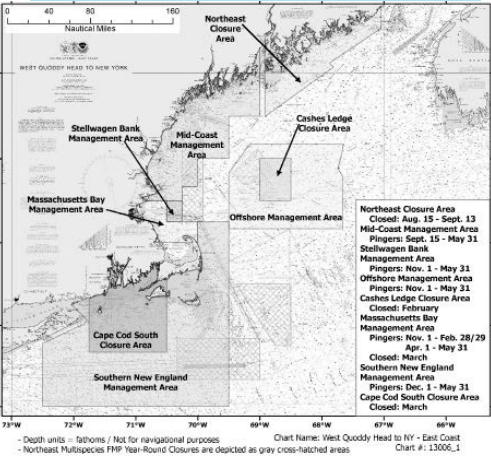 0 40 80 160
Nautical Miles
WEST QUODDY HEAD TO NEW YORK
Northeast
Closure
Area
Stellwagen Bank
Management Area
Mid-Coast
Management
Area
Cashes Ledge
Closure Area
Massachusetts Bay
Management Area
Offshore Management Area
Cape Cod South
Closure Area
Southern New England
Management Area
Northeast Closure Area
Closed: Aug. 15 - Sept. 13
Mid-Coast Management Area
Pingers: Sept. 15 - May 31
Stellwagen Bank
Management Area
Pingers: Nov. 1 - May 31
Offshore Management Area
Pingers: Nov. 1 - May 31
Cashes Ledge Closure Area
Closed: February
Massachusetts Bay
Management Area
Pingers: Nov. 1 - Feb. 28/29
Apr. 1 - May 31
Closed: March
Southern New England
Management Area
Pingers: Dec. 1 - May 31
Cape Cod South Closure Area
Closed: March
73°W 72°W 71°W 70°W 69°W 68°W 67°W 66°W
- Depth units = fathoms / Not for navigational purposes
- Northeast Multispecies FMP Year-Round Closures are depicted as gray cross-hatched areas
Chart Name: West Quoddy Head to NY - East Coast
Chart #: 13006_1